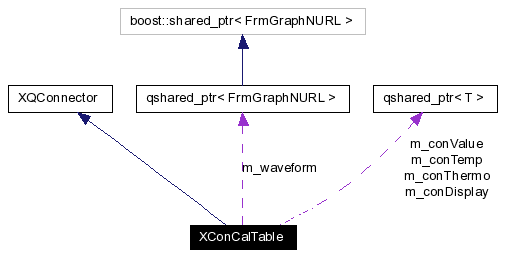 boost::shared_ptr< FrmGraphNURL >
XQConnector
qshared_ptr< FrmGraphNURL >
qshared_ptr< T >
m_waveform
m_conValue
m_conTemp
m_conThermo
m_conDisplay
XConCalTable